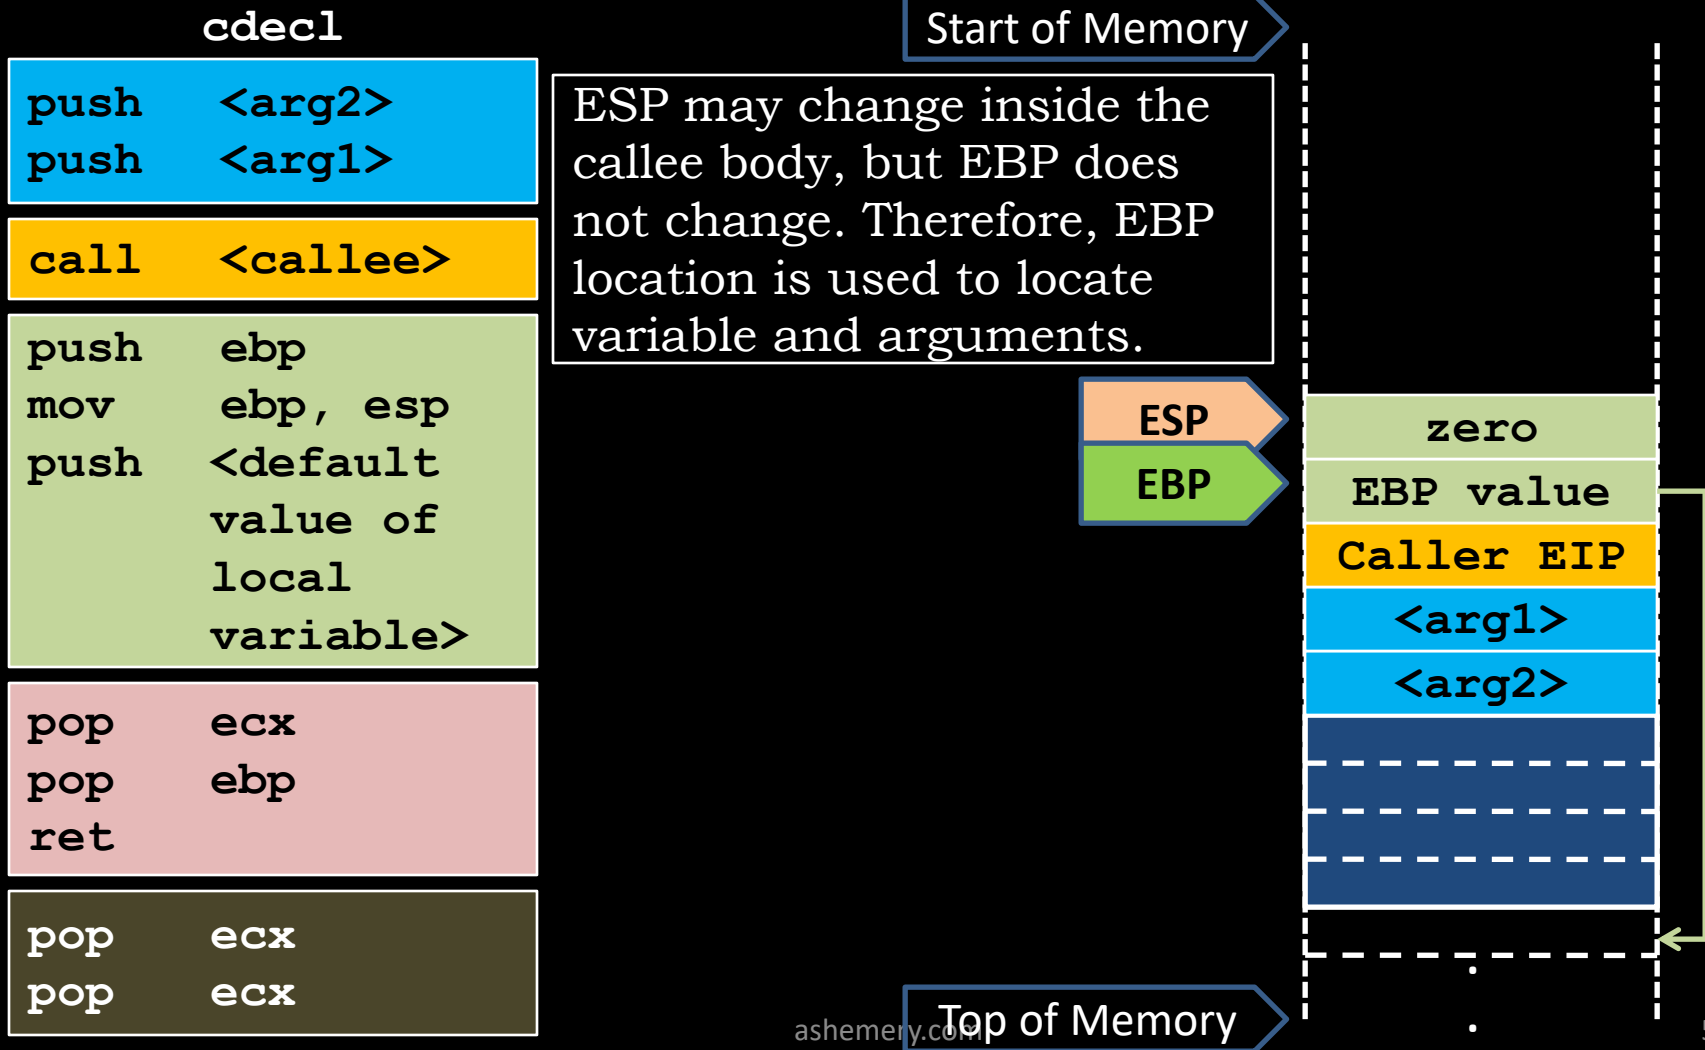 cdecl
push <arg2>
push <arg1>
call <callee>
push ebp
mov ebp, esp
push <default
value of
local
variable>
pop ecx
pop ebp
ret
pop ecx
pop ecx
Start of Memory
ESP may change inside the
callee body, but EBP does
not change. Therefore, EBP
location is used to locate
variable and arguments.
ESP
EBP
zero
EBP value
Caller EIP
<arg1>
<arg2>
.
.
Top of Memory
ashemery.com